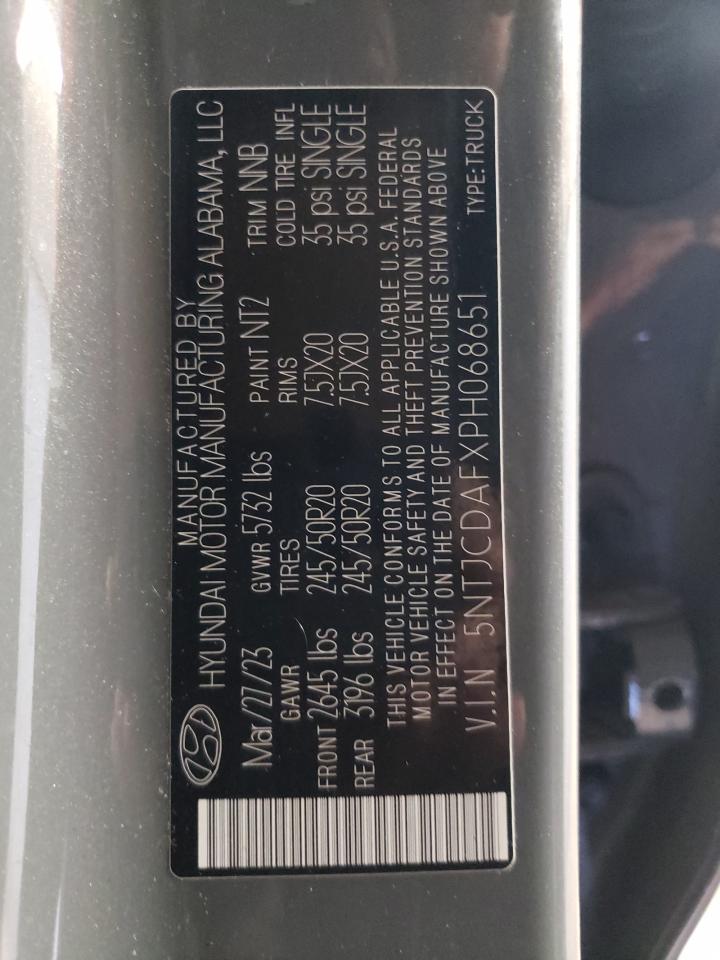 MANUFACTURED BY
HYUNDAI MOTOR MANUFACTURING ALABAMA, LLC
Mar/27/23 GVWR 5732 lbs PAINT NT2 TRIM NNB
GAWR TIRES RIMS COLD TIRE INFL
FRONT 2645 lbs 245/50R20 7.5JX20 35 psi SINGLE
REAR 3196 lbs 245/50R20 7.5JX20 35 psi SINGLE
THIS VEHICLE CONFORMS TO ALL APPLICABLE U.S.A. FEDERAL
MOTOR VEHICLE SAFETY AND THEFT PREVENTION STANDARDS
IN EFFECT ON THE DATE OF MANUFACTURE SHOWN ABOVE
V.I.N 5NTJCDAFXPH068651 TYPE:TRUCK